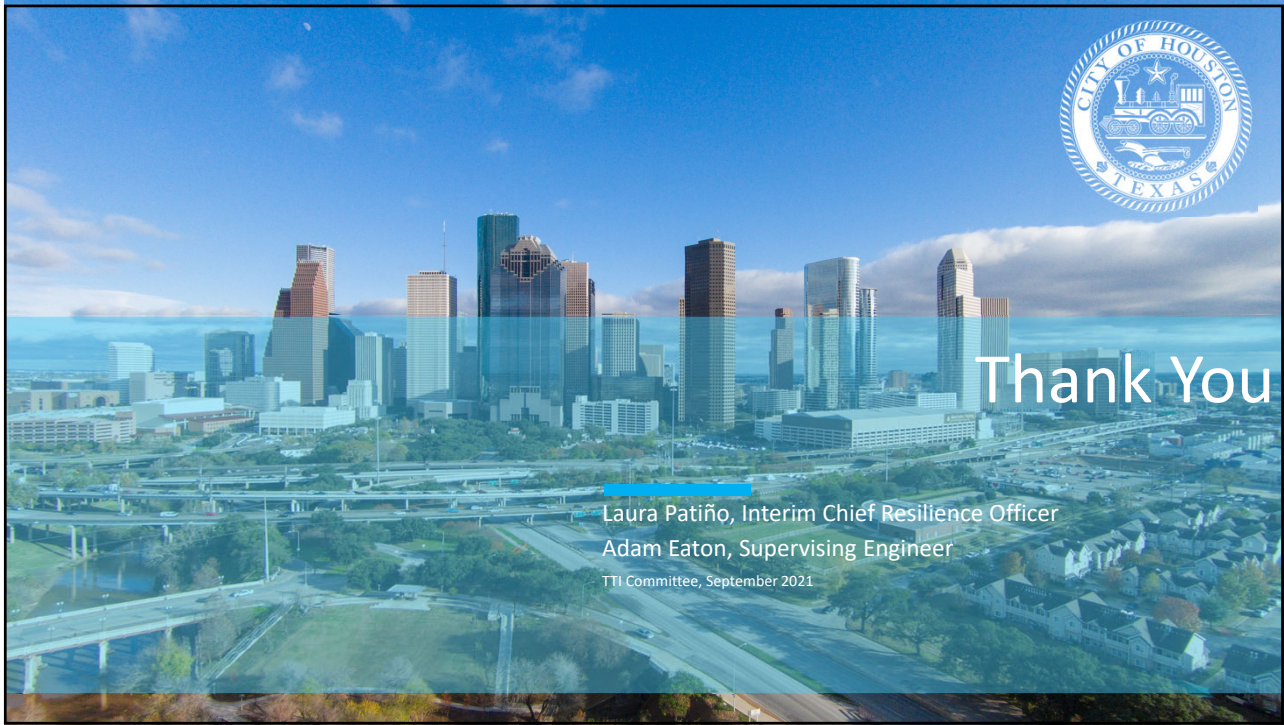 CITY OF HOUSTON
TEXAS
Thank You
Laura Patiño, Interim Chief Resilience Officer
Adam Eaton, Supervising Engineer
TTI Committee, September 2021